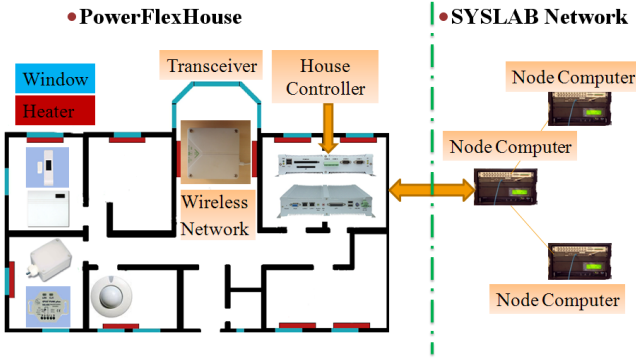 PowerFlexHouse
SYSLAB Network
Window
Heater
Transceiver
House
Controller
Wireless
Network
Node Computer
Node Computer
Node Computer